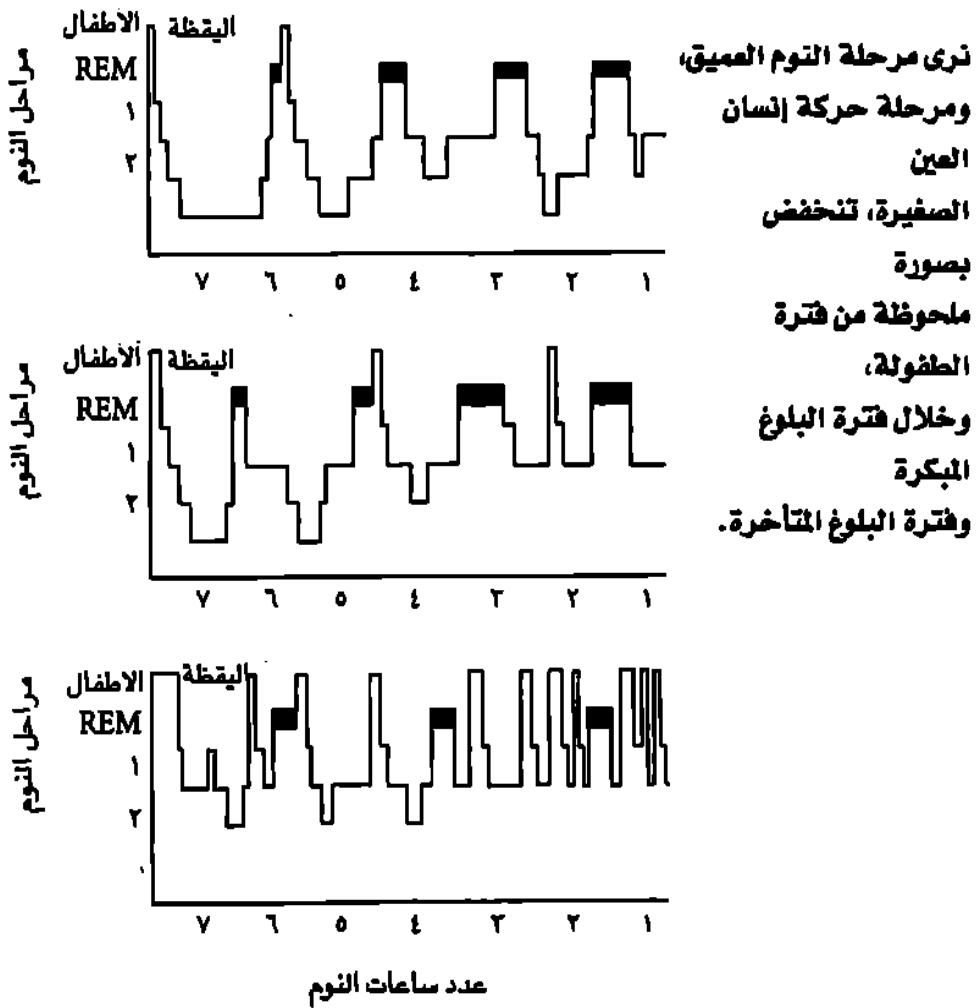 نرى مرحلة النوم العميق،
ومرحلة حركة إنسان
العين
الصغيرة، تنخفض
بصورة
ملحوظة من فترة
الطفولة،
وخلال فترة البلوغ
المبكرة
وفترة البلوغ المتأخرة.
مراحل النوم
الأطفال اليقظة
REM
١
٢
٧ ٦ ٥ ٤ ٣ ٢ ١
مراحل النوم
الأطفال اليقظة
REM
١
٢
٧ ٦ ٥ ٤ ٣ ٢ ١
مراحل النوم
الأطفال اليقظة
REM
١
٢
٧ ٦ ٥ ٤ ٣ ٢ ١
عدد ساعات النوم